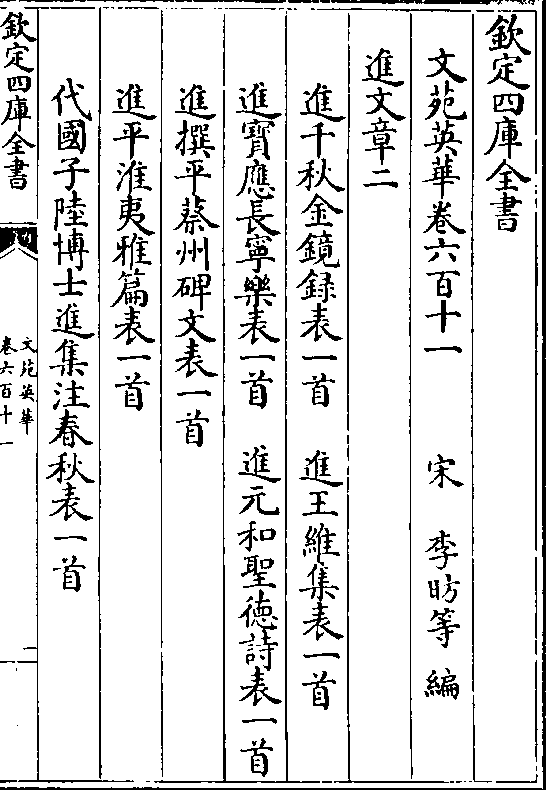 欽定四庫全書
文苑英華卷六百十一 宋 李昉等 編
進文章二
進千秋金鏡録表一首 進王維集表一首
進寶應長寧樂表一首 進元和聖德詩表一首
進撰平蔡州碑文表一首
進平淮夷雅篇表一首
代國子陸博士進集注春秋表一首
欽定四庫全書
文苑英華
卷六百十一
一